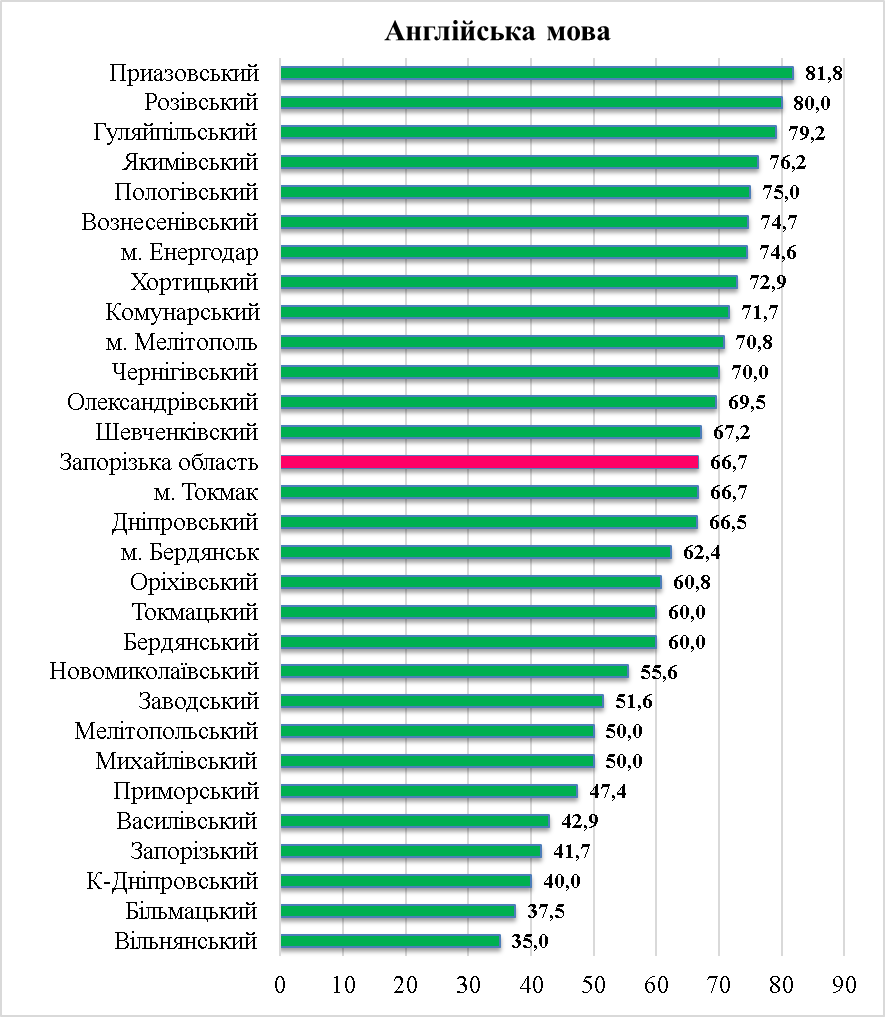 Англійська мова
Приазовський 81,8
Розівський 80,0
Гуляйпільський 79,2
Якимівський 76,2
Пологівський 75,0
Вознесенівський 74,7
м. Енергодар 74,6
Хортицький 72,9
Комунарський 71,7
м. Мелітополь 70,8
Чернігівський 70,0
Олександрівський 69,5
Шевченківский 67,2
Запорізька область 66,7
м. Токмак 66,7
Дніпровський 66,5
м. Бердянськ 62,4
Оріхівський 60,8
Токмацький 60,0
Бердянський 60,0
Новомиколаївський 55,6
Заводський 51,6
Мелітопольський 50,0
Михайлівський 50,0
Приморський 47,4
Василівський 42,9
Запорізький 41,7
К-Дніпровський 40,0
Більмацький 37,5
Вільнянський 35,0
0 10 20 30 40 50 60 70 80 90